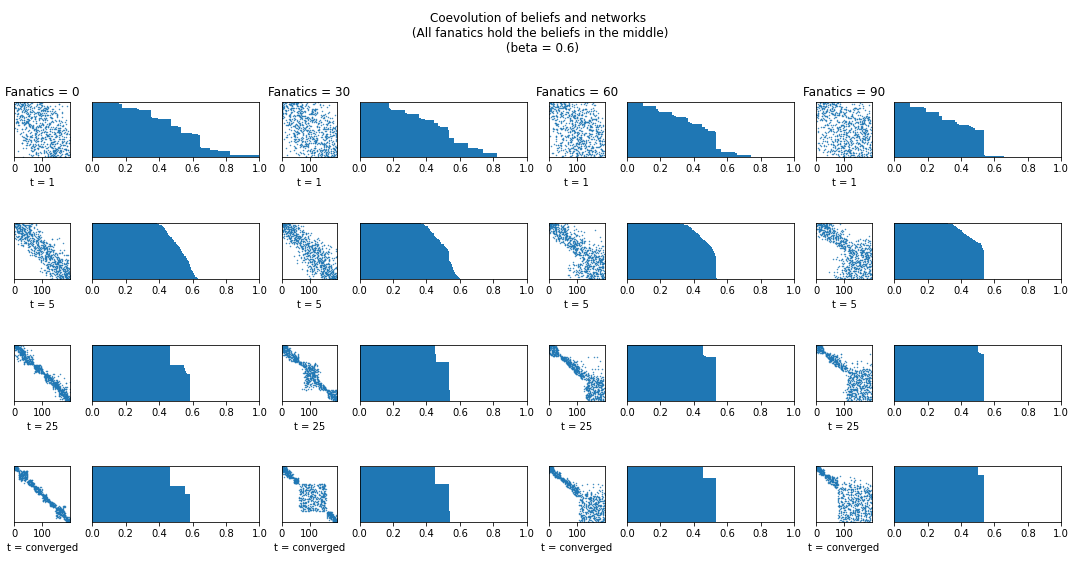 Coevolution of beliefs and networks
(All fanatics hold the beliefs in the middle)
(beta = 0.6)
Fanatics = 0 Fanatics = 30 Fanatics = 60 Fanatics = 90
0 100 0.0 0.2 0.4 0.6 0.8 1.0 0 100 0.0 0.2 0.4 0.6 0.8 1.0 0 100 0.0 0.2 0.4 0.6 0.8 1.0 0 100 0.0 0.2 0.4 0.6 0.8 1.0
t = 1 t = 1 t = 1 t = 1
0 100 0.0 0.2 0.4 0.6 0.8 1.0 0 100 0.0 0.2 0.4 0.6 0.8 1.0 0 100 0.0 0.2 0.4 0.6 0.8 1.0 0 100 0.0 0.2 0.4 0.6 0.8 1.0
t = 5 t = 5 t = 5 t = 5
0 100 0.0 0.2 0.4 0.6 0.8 1.0 0 100 0.0 0.2 0.4 0.6 0.8 1.0 0 100 0.0 0.2 0.4 0.6 0.8 1.0 0 100 0.0 0.2 0.4 0.6 0.8 1.0
t = 25 t = 25 t = 25 t = 25
0 100 0.0 0.2 0.4 0.6 0.8 1.0 0 100 0.0 0.2 0.4 0.6 0.8 1.0 0 100 0.0 0.2 0.4 0.6 0.8 1.0 0 100 0.0 0.2 0.4 0.6 0.8 1.0
t = converged t = converged t = converged t = converged